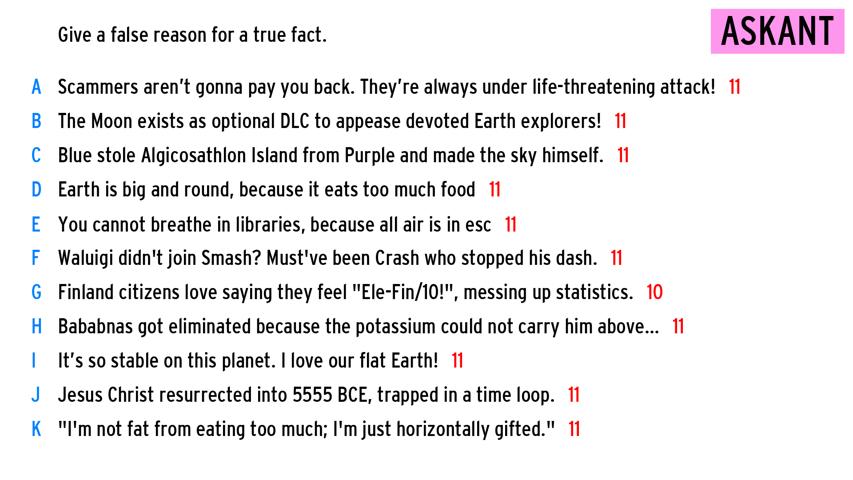 Give a false reason for a true fact.
ASKANT
A Scammers aren’t gonna pay you back. They’re always under life-threatening attack! 11
B The Moon exists as optional DLC to appease devoted Earth explorers! 11
C Blue stole Algicosathlon Island from Purple and made the sky himself. 11
D Earth is big and round, because it eats too much food 11
E You cannot breathe in libraries, because all air is in esc 11
F Waluigi didn't join Smash? Must've been Crash who stopped his dash. 11
G Finland citizens love saying they feel "Ele-Fin/10!", messing up statistics. 10
H Bababnas got eliminated because the potassium could not carry him above... 11
I It’s so stable on this planet. I love our flat Earth! 11
J Jesus Christ resurrected into 5555 BCE, trapped in a time loop. 11
K "I'm not fat from eating too much; I'm just horizontally gifted." 11